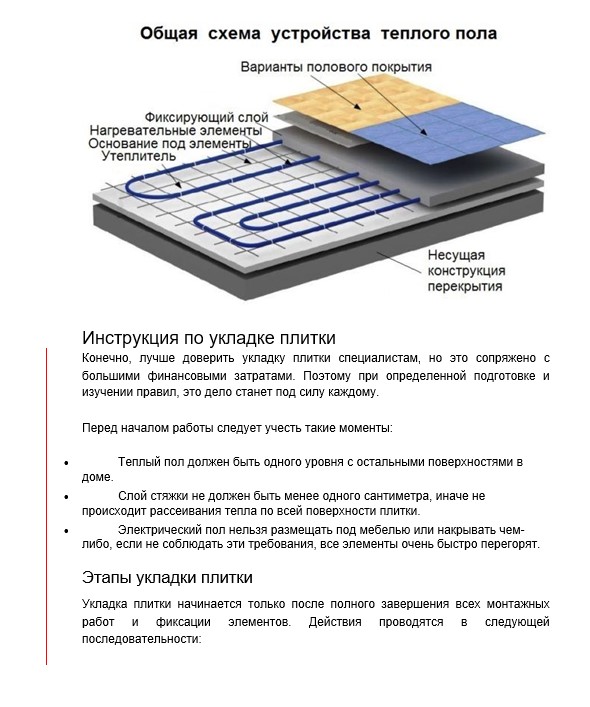 Общая схема устройства теплого пола
Варианты полового покрытия
Фиксирующий слой
Нагревательные элементы
Основание под элементы
Утеплитель
Несущая
конструкция
перекрытия
Инструкция по укладке плитки
Конечно, лучше доверить укладку плитки специалистам, но это сопряжено с
большими финансовыми затратами. Поэтому при определенной подготовке и
изучении правил, это дело станет под силу каждому.
Перед началом работы следует учесть такие моменты:
• Теплый пол должен быть одного уровня с остальными поверхностями в
доме.
• Слой стяжки не должен быть менее одного сантиметра, иначе не
происходит рассеивания тепла по всей поверхности плитки.
• Электрический пол нельзя размещать под мебелью или накрывать чем-
либо, если не соблюдать эти требования, все элементы очень быстро перегорят.
Этапы укладки плитки
Укладка плитки начинается только после полного завершения всех монтажных
работ и фиксации элементов. Действия проводятся в следующей
последовательности: